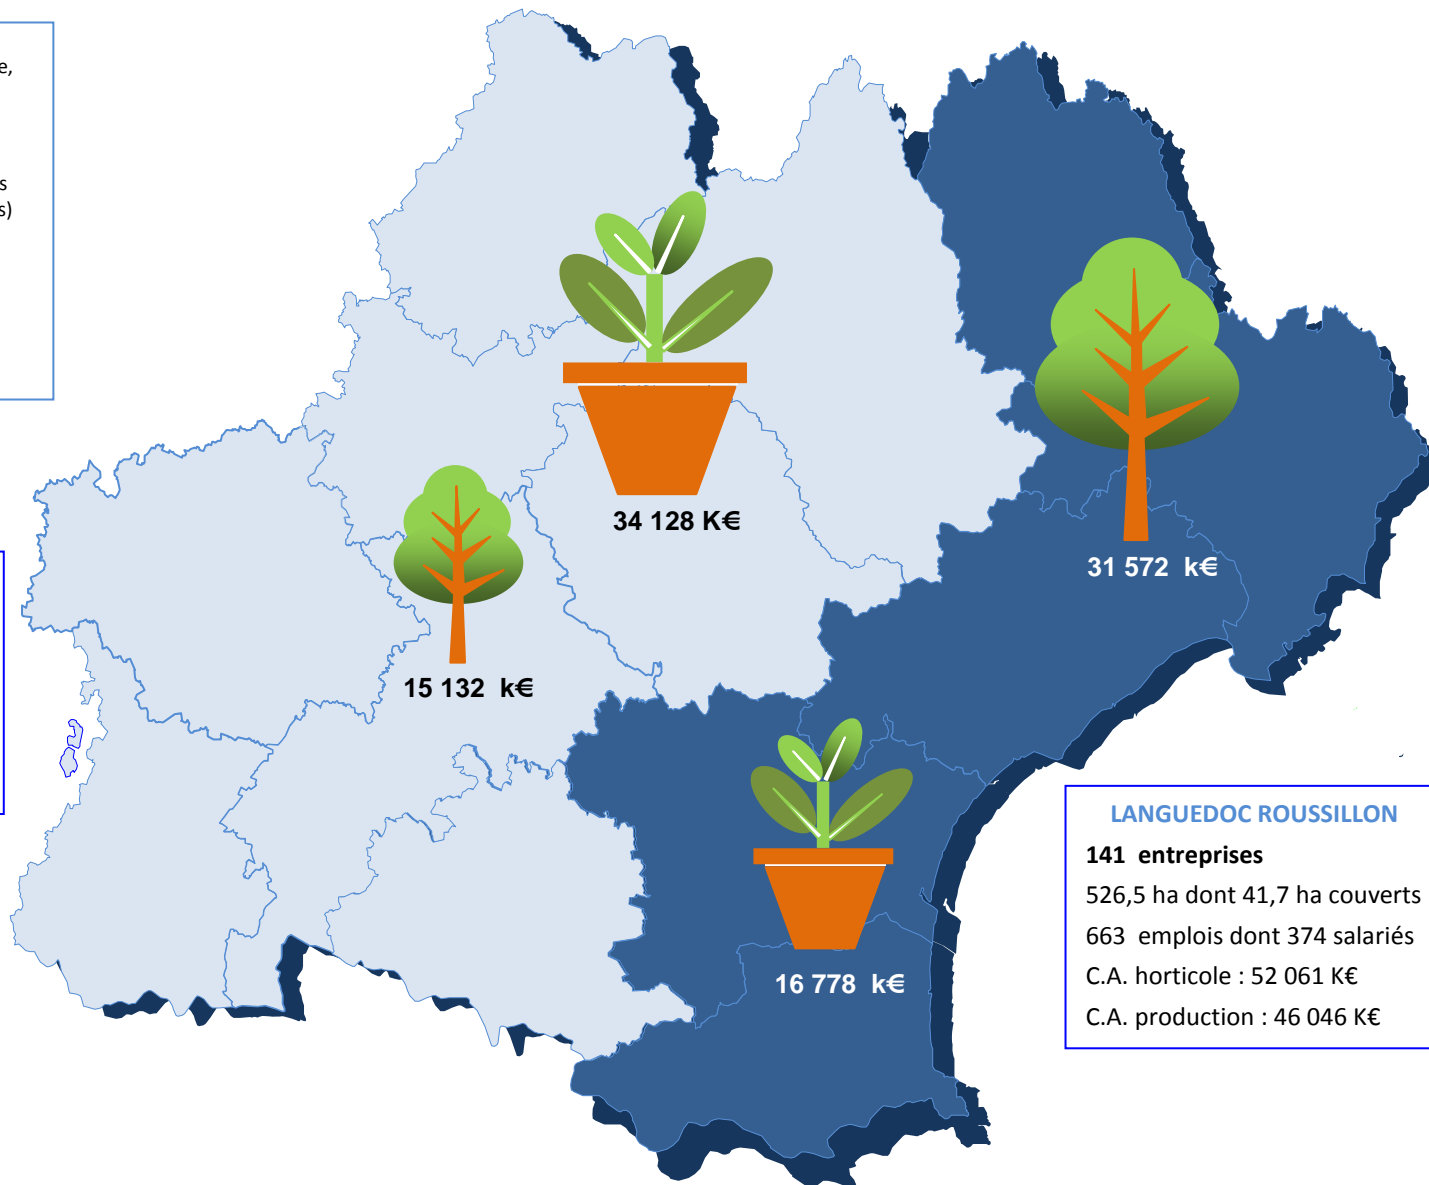 e,
s
s)
34 128 K€
31 572 k€
15 132 k€
16 778 k€
LANGUEDOC ROUSSILLON
141 entreprises
526,5 ha dont 41,7 ha couverts
663 emplois dont 374 salariés
C.A. horticole : 52 061 K€
C.A. production : 46 046 K€